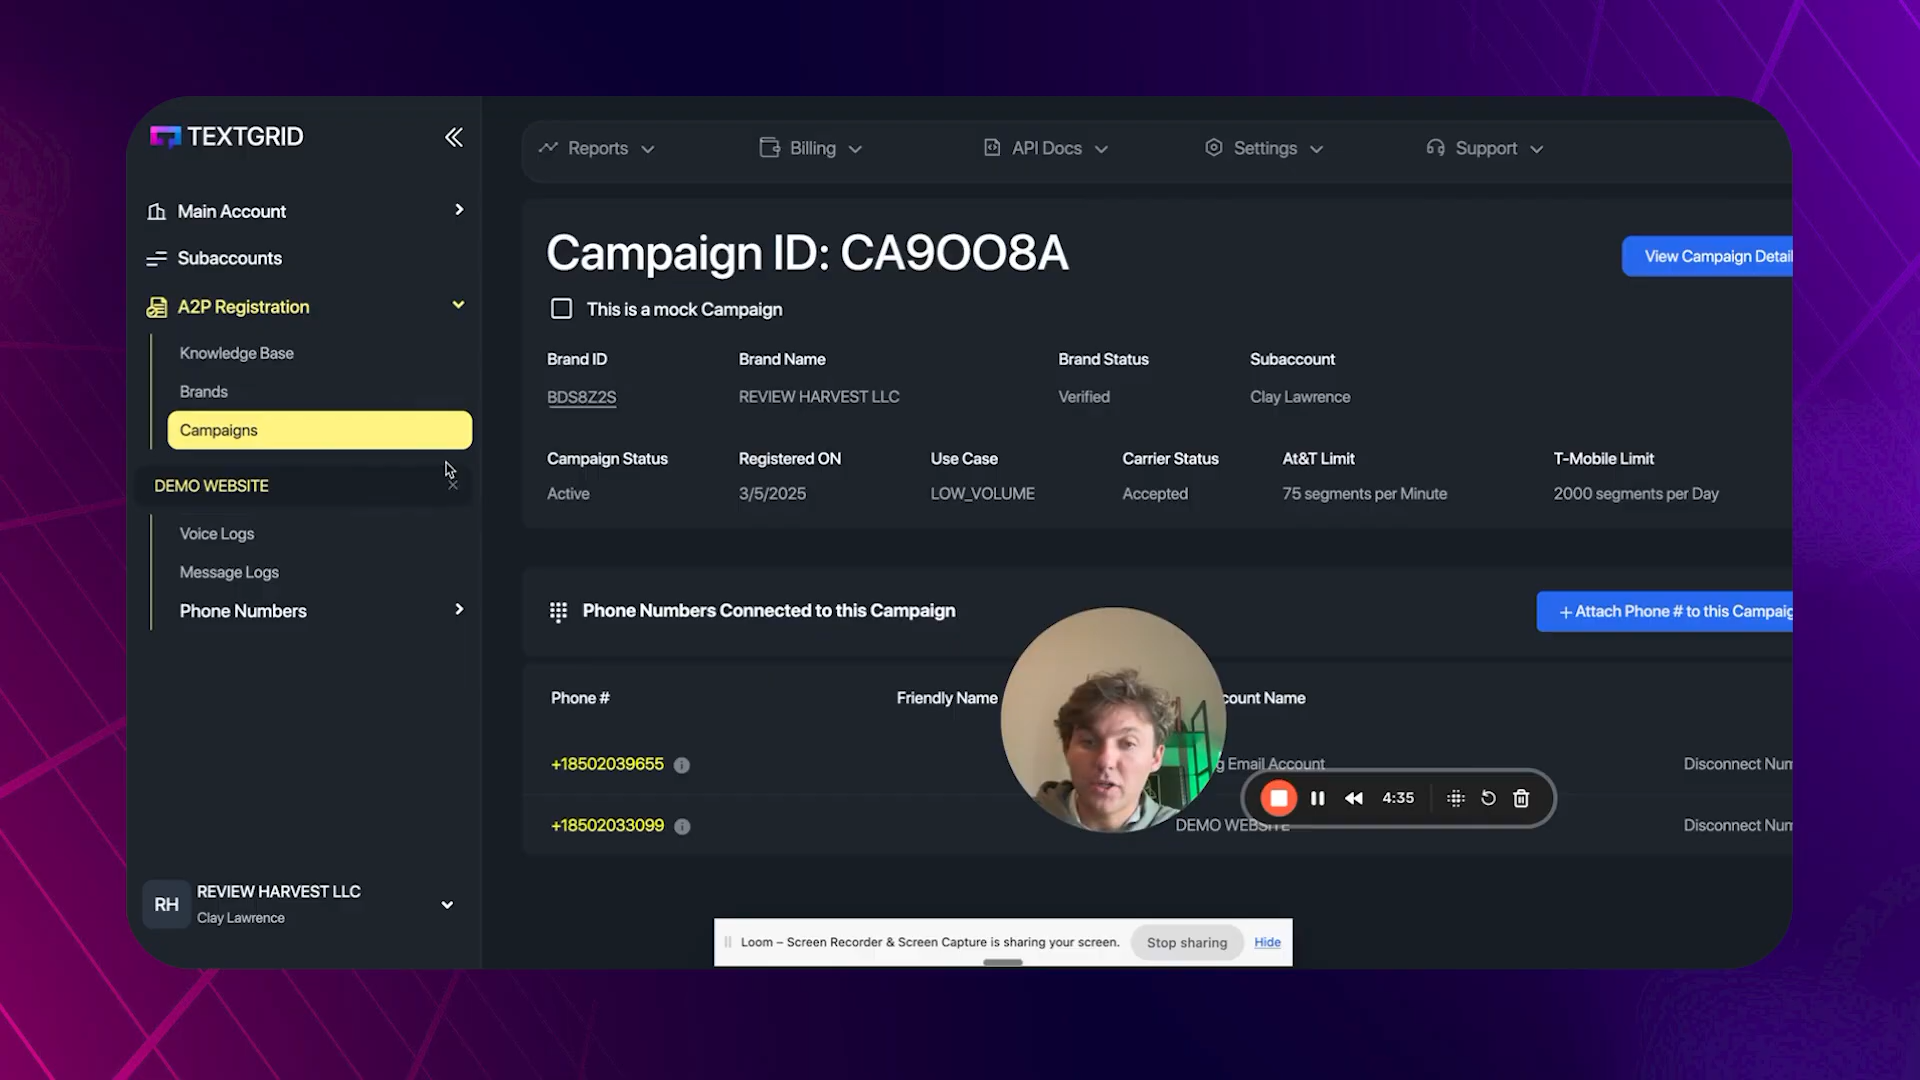 TEXTGRID
Main Account
Subaccounts
A2P Registration
Knowledge Base
Brands
Campaigns
DEMO WEBSITE
Voice Logs
Message Logs
Phone Numbers
RH
REVIEW HARVEST LLC
Clay Lawrence
Reports
Billing
API Docs
Settings
Support
Campaign ID: CA9OO8A
View Campaign Detail
This is a mock Campaign
Brand ID Brand Name Brand Status Subaccount
BDS8Z2S REVIEW HARVEST LLC Verified Clay Lawrence
Campaign Status Registered ON Use Case Carrier Status At&T Limit T-Mobile Limit
Active 3/5/2025 LOW_VOLUME Accepted 75 segments per Minute 2000 segments per Day
Phone Numbers Connected to this Campaign
+ Attach Phone # to this Campaig
Phone # Friendly Name count Name
+18502039655 g Email Account Disconnect Num
4:35
+18502033099 DEMO WEBSITE Disconnect Num
Loom – Screen Recorder & Screen Capture is sharing your screen. Stop sharing Hide